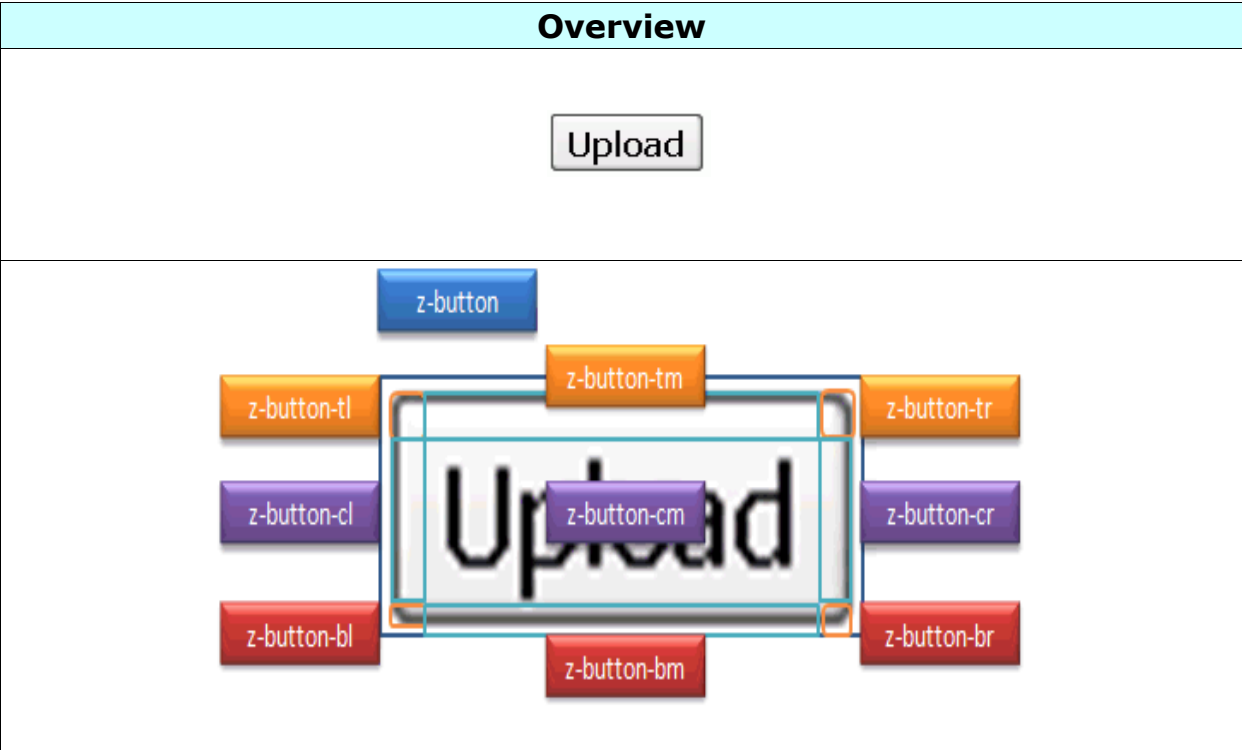 Overview
Upload
z-button
z-button-tm
z-button-tl
z-button-tr
Upload
z-button-cl
z-button-cm
z-button-cr
z-button-bl
z-button-br
z-button-bm